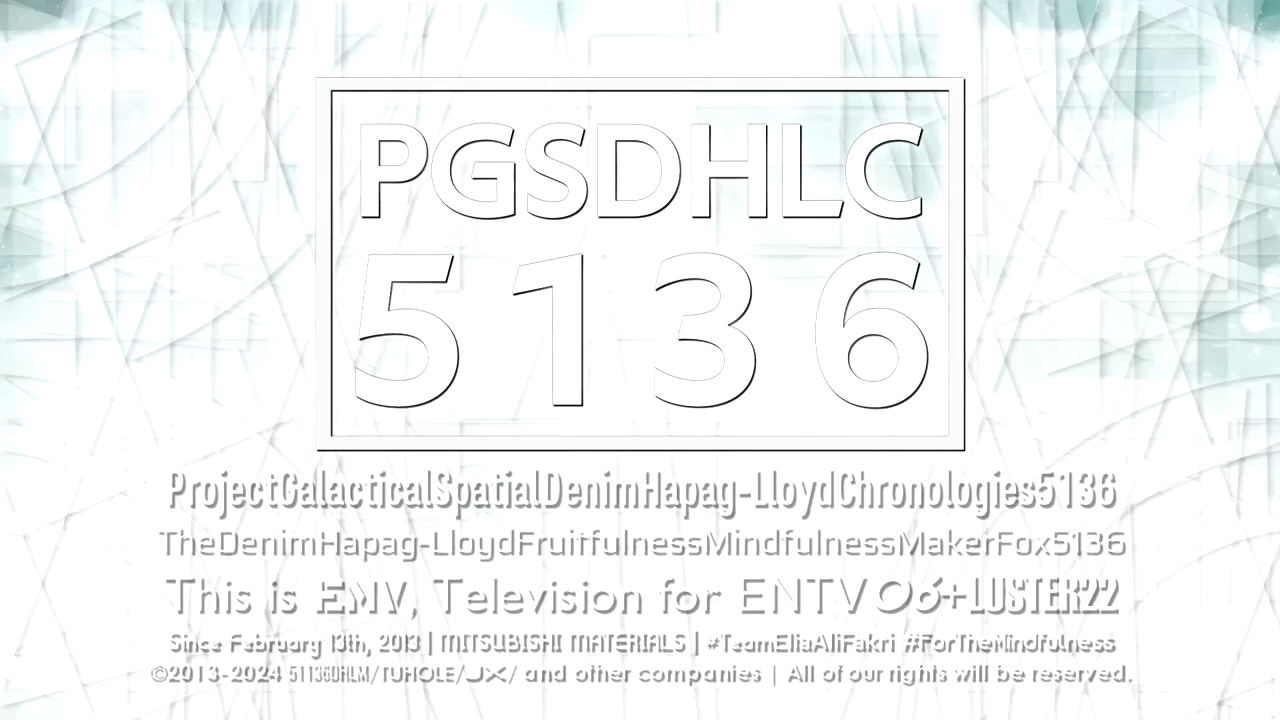 PGSDHLC
5136
ProjectGalacticalSpatialDenimHapag-LloydChronologies5136
TheDenimHapag-LloydFruitfulnessMindfulnessMakerFox5136
This is EMV, Television for ENTV06+LUSTER22
Since February 13th, 2013 | MITSUBISHI MATERIALS | #TeamEliaAliFakri #ForTheMindfulness
©2013-2024 51136DHLM/TUHOLE/JX/ and other companies | All of our rights will be reserved.